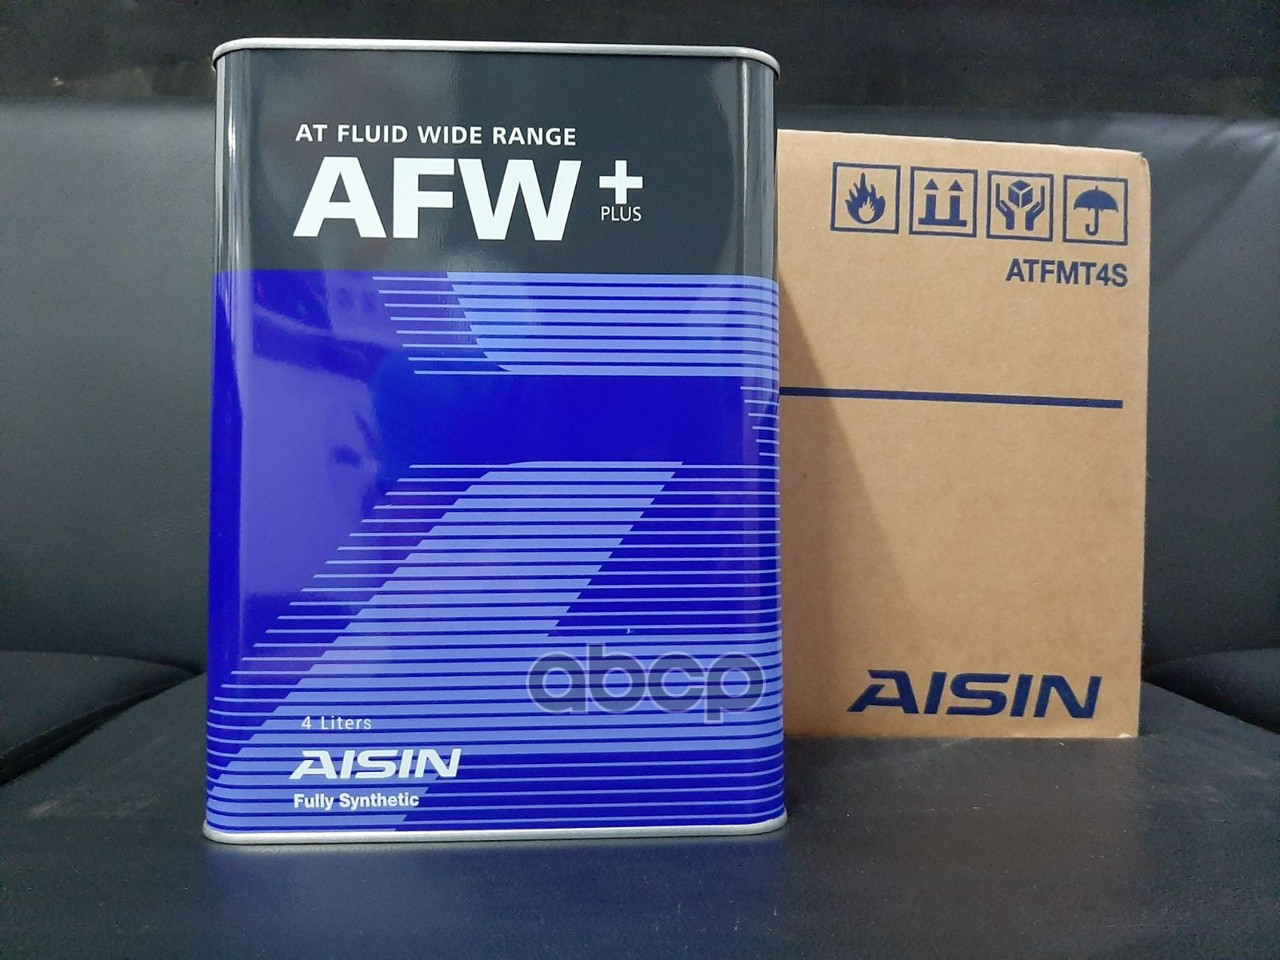 AT FLUID WIDE RANGE
AFW+
PLUS
4 Liters
AISIN
Fully Synthetic
ATFMT4S
AISIN
abcp